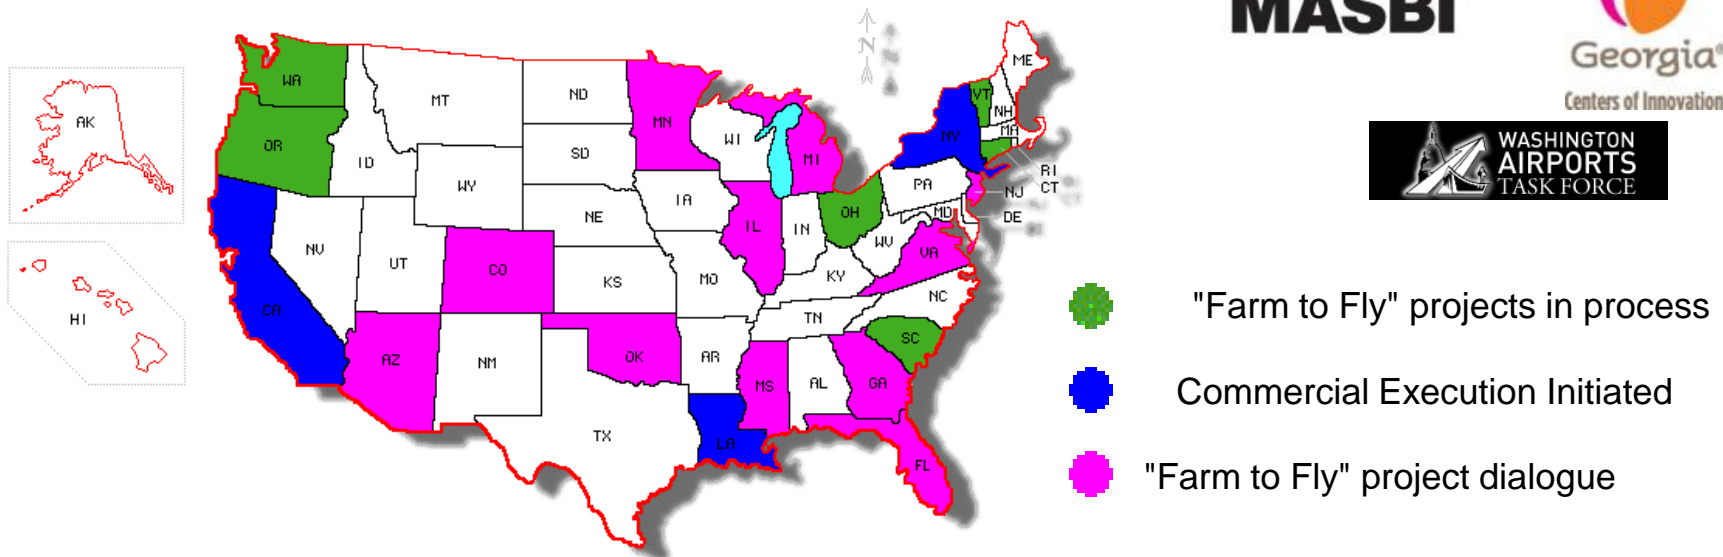 MASBI
Georgia®
Centers of Innovation
WASHINGTON
AIRPORTS
TASK FORCE
N
AK
HI
WA
OR
CA
ID
NV
MT
WY
UT
AZ
CO
NM
ND
SD
NE
KS
OK
TX
MN
IA
MO
AR
LA
WI
IL
MS
MI
IN
KY
TN
AL
OH
WV
GA
FL
SC
NC
VA
PA
MD
NY
VT
NH
ME
MA
RI
CT
NJ
DE
"Farm to Fly" projects in process
Commercial Execution Initiated
"Farm to Fly" project dialogue